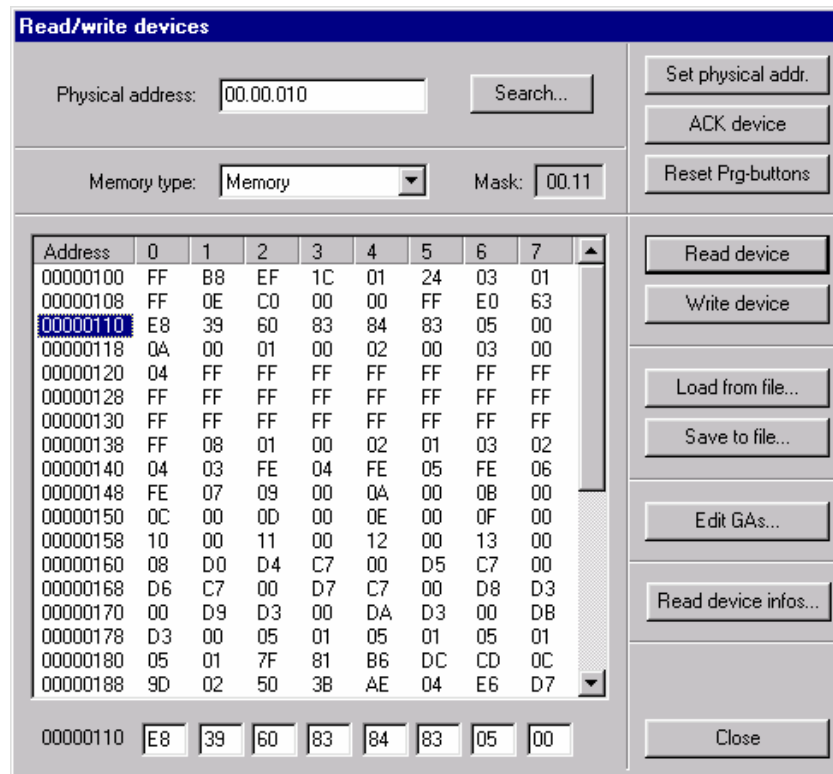 Read/write devices
Physical address: 00.00.010 Search...
Set physical addr.
ACK device
Memory type: Memory Mask: 00.11
Reset Prg-buttons
Address 0 1 2 3 4 5 6 7
00000100 FF B8 EF 1C 01 24 03 01
00000108 FF 0E C0 00 00 FF E0 63
00000110 E8 39 60 83 84 83 05 00
00000118 0A 00 01 00 02 00 03 00
00000120 04 FF FF FF FF FF FF FF
00000128 FF FF FF FF FF FF FF FF
00000130 FF FF FF FF FF FF FF FF
00000138 FF 08 01 00 02 01 03 02
00000140 04 03 FE 04 FE 05 FE 06
00000148 FE 07 09 00 0A 00 0B 00
00000150 0C 00 0D 00 0E 00 0F 00
00000158 10 00 11 00 12 00 13 00
00000160 08 D0 D4 C7 00 D5 C7 00
00000168 D6 C7 00 D7 C7 00 D8 D3
00000170 00 D9 D3 00 DA D3 00 DB
00000178 D3 00 05 01 05 01 05 01
00000180 05 01 7F 81 B6 DC CD 0C
00000188 9D 02 50 3B AE 04 E6 D7
00000110 E8 39 60 83 84 83 05 00
Read device
Write device
Load from file...
Save to file...
Edit GAs...
Read device infos...
Close